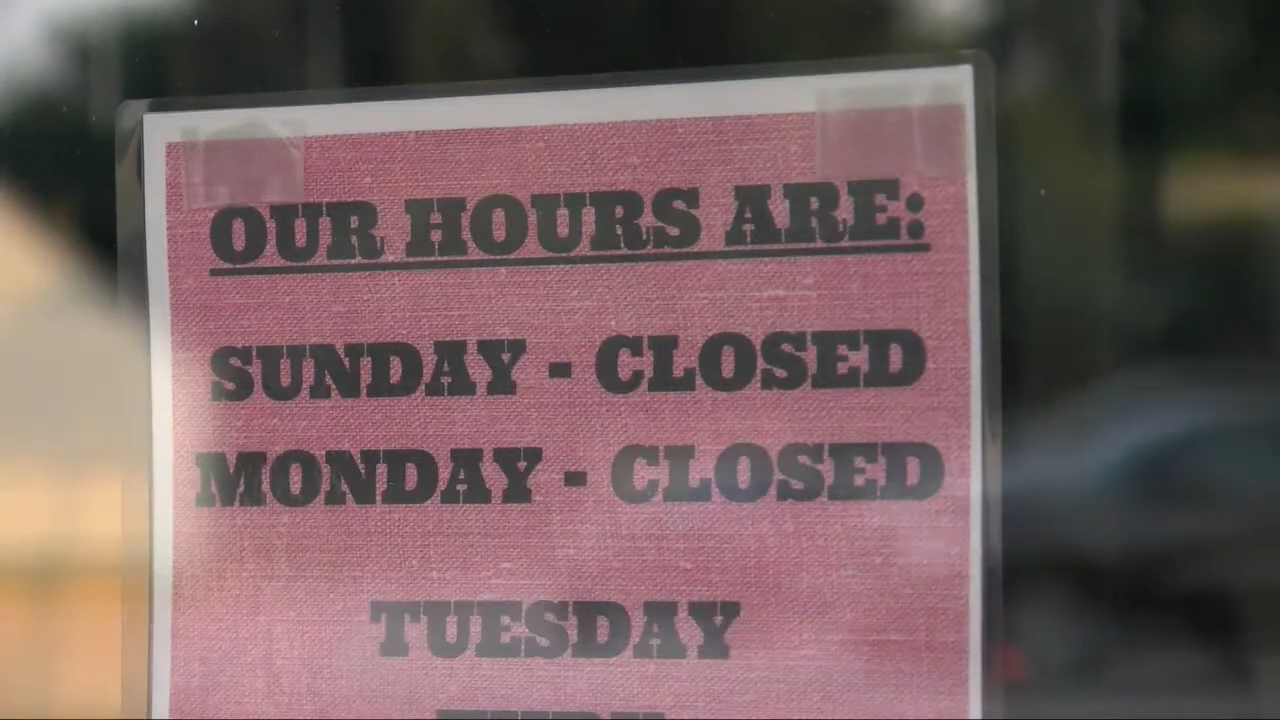 OUR HOURS ARE:
SUNDAY - CLOSED
MONDAY - CLOSED
TUESDAY